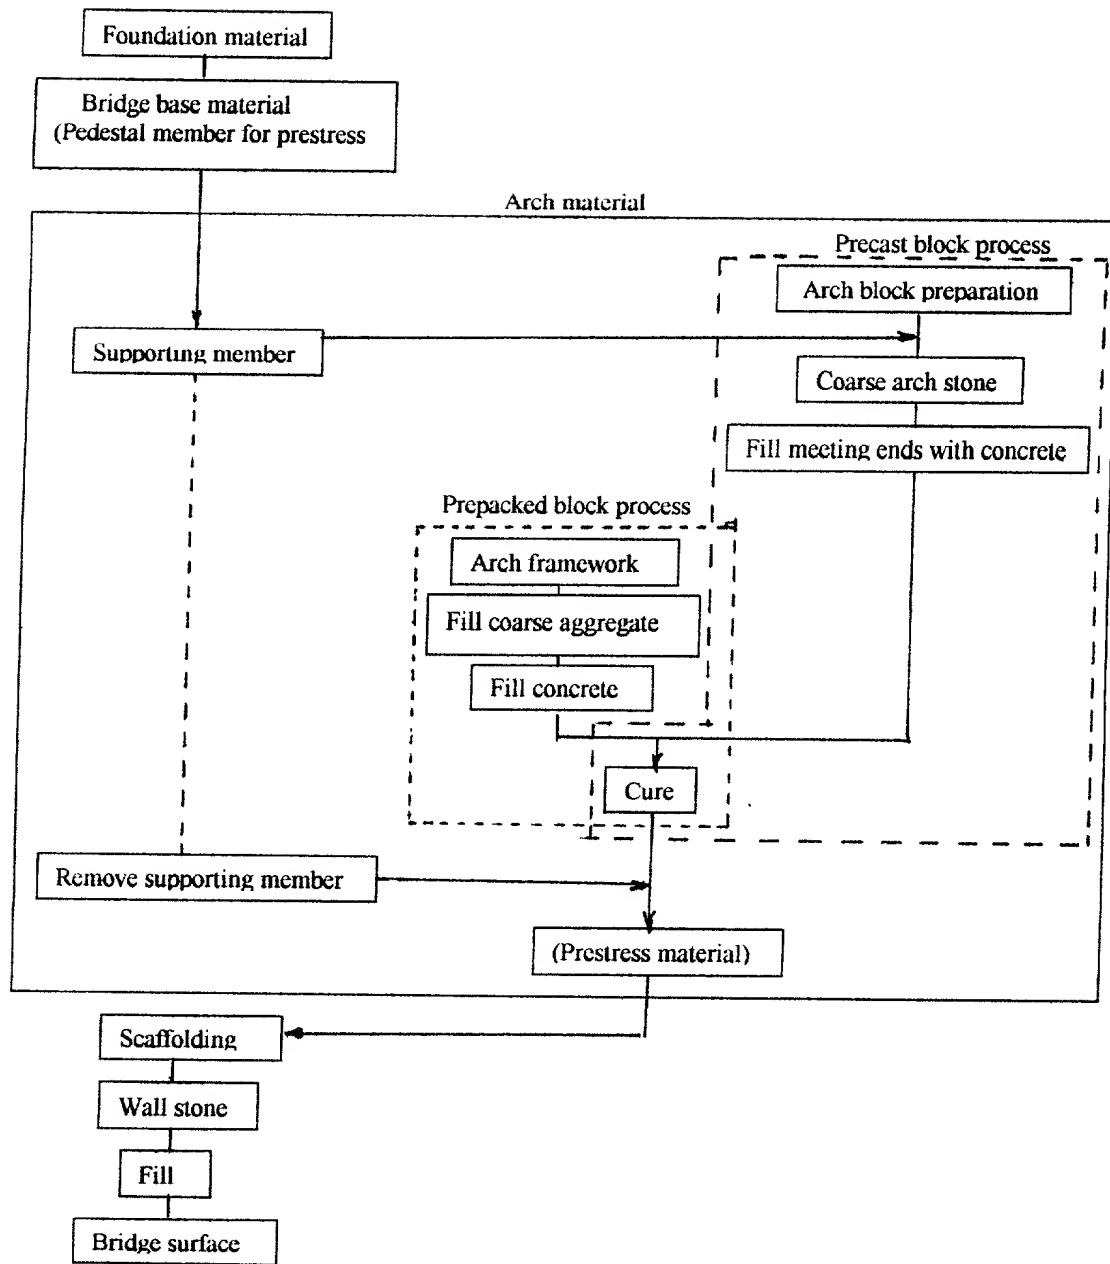 Foundation material
Bridge base material
(Pedestal member for prestress
Arch material
Precast block process
Arch block preparation
Supporting member
Coarse arch stone
Fill meeting ends with concrete
Prepacked block process
Arch framework
Fill coarse aggregate
Fill concrete
Cure
Remove supporting member
(Prestress material)
Scaffolding
Wall stone
Fill
Bridge surface